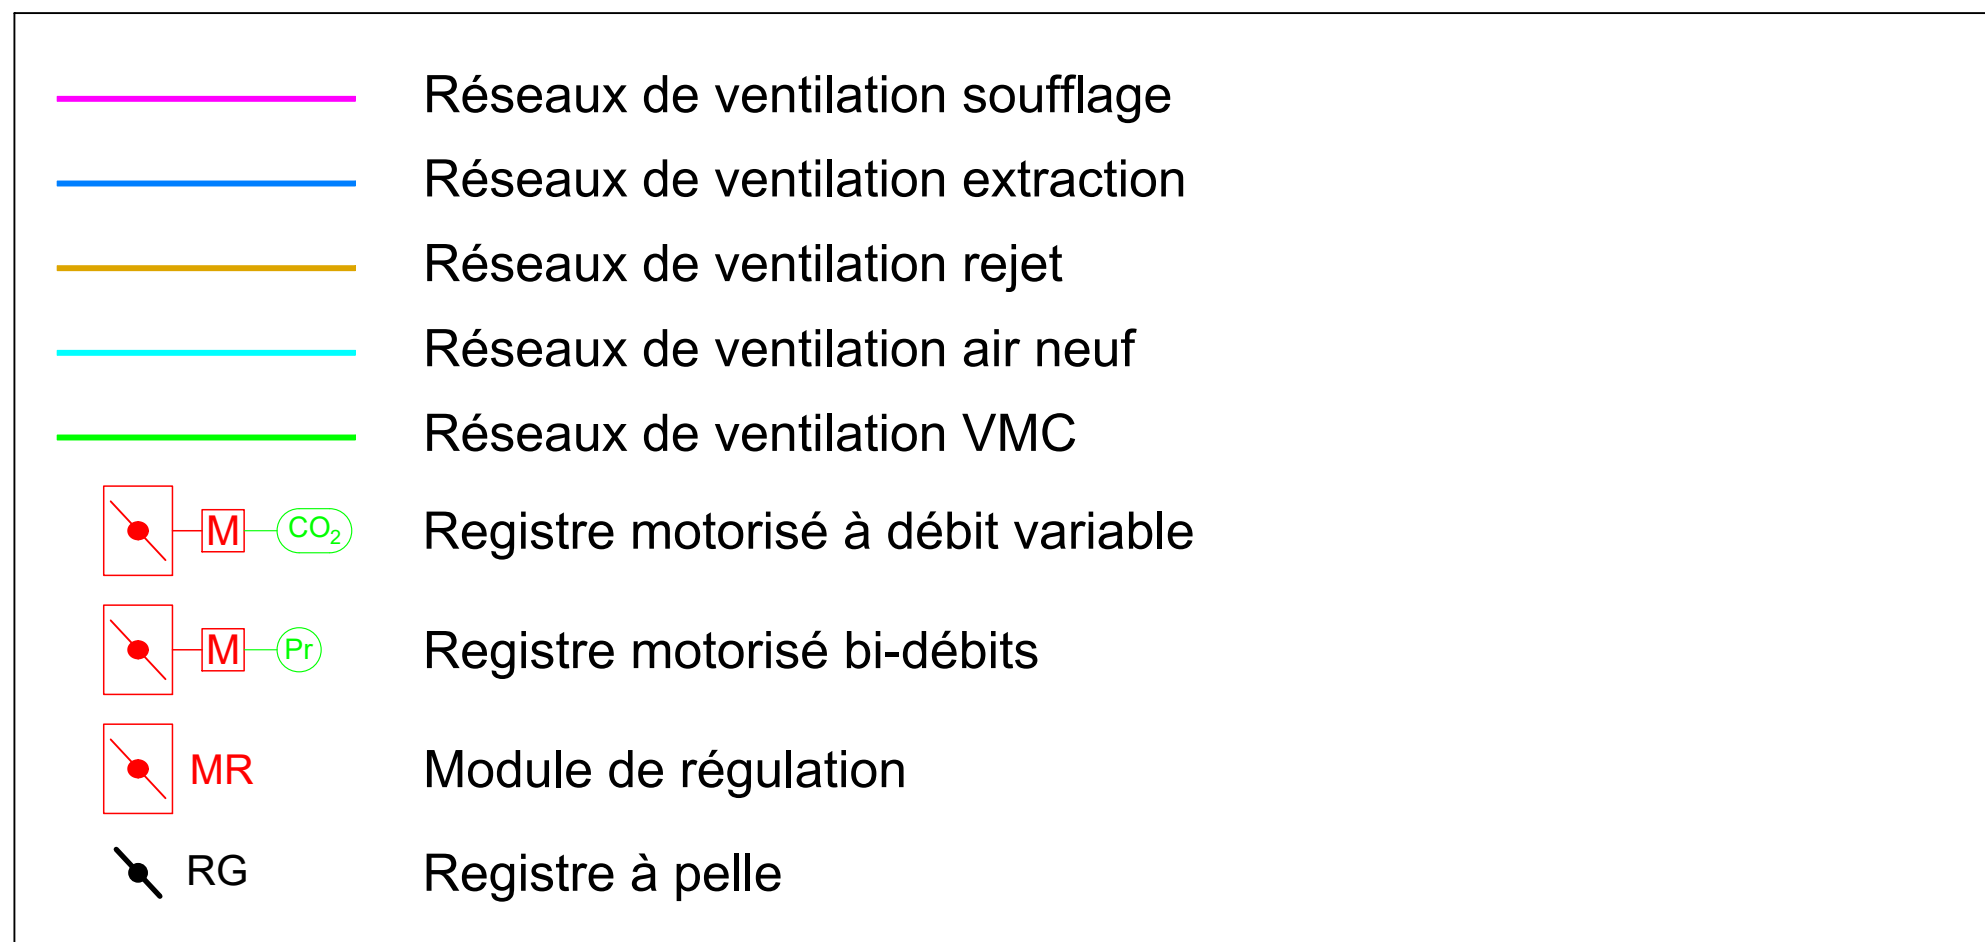 Réseaux de ventilation soufflage
Réseaux de ventilation extraction
Réseaux de ventilation rejet
Réseaux de ventilation air neuf
Réseaux de ventilation VMC
M CO₂ Registre motorisé à débit variable
M Pr Registre motorisé bi-débits
MR Module de régulation
RG Registre à pelle